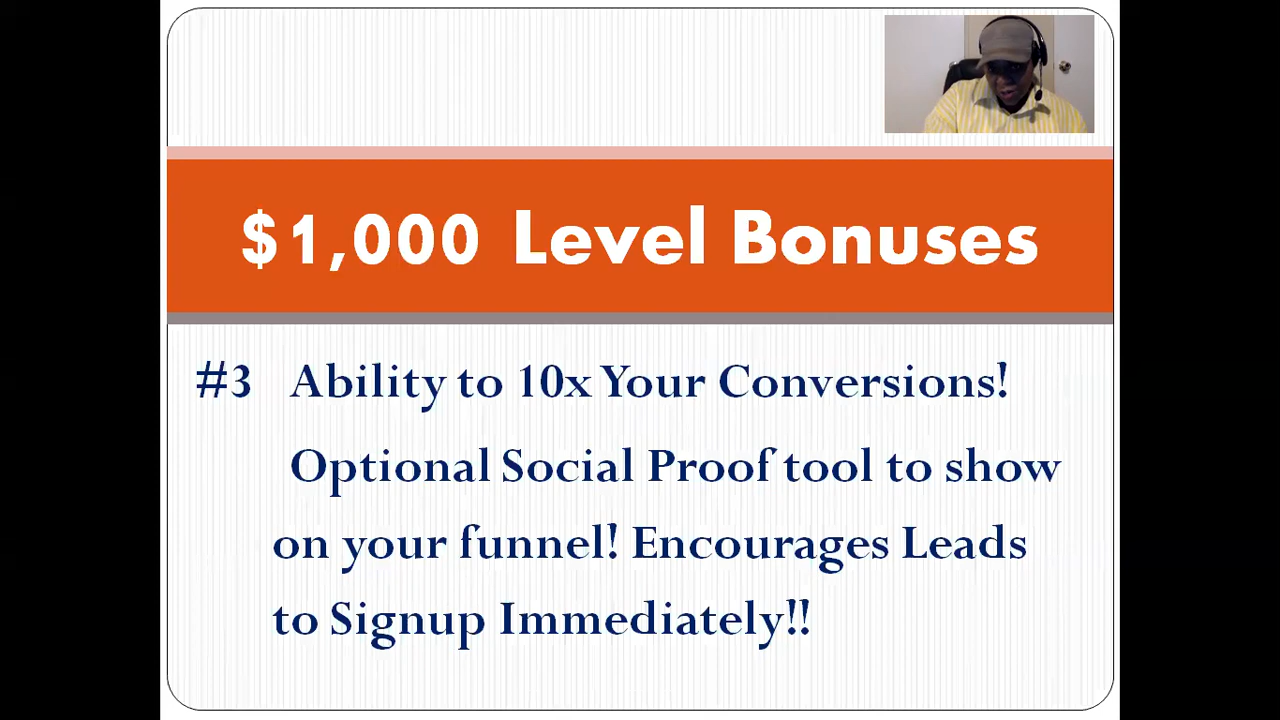 $1,000 Level Bonuses
#3 Ability to 10x Your Conversions!
Optional Social Proof tool to show
on your funnel! Encourages Leads
to Signup Immediately!!